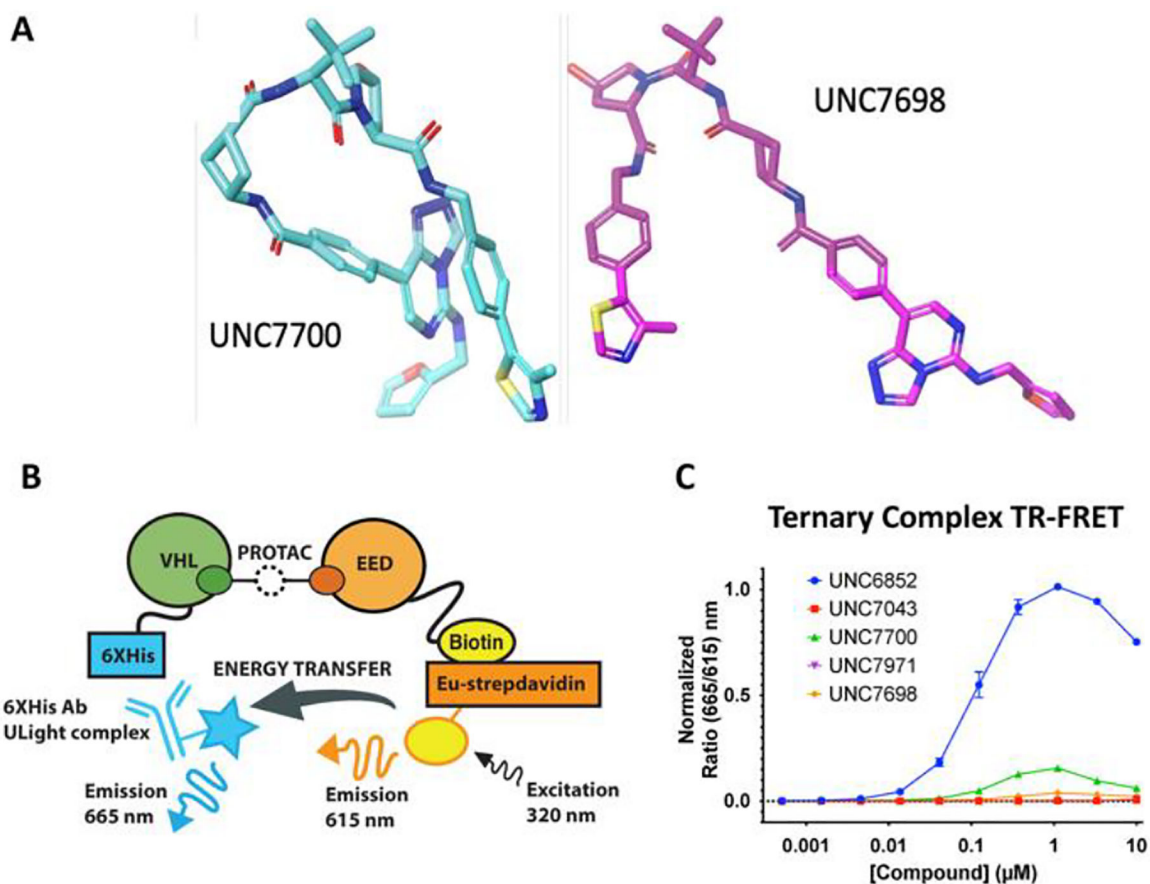 A
UNC7700
UNC7698
B
VHL
PROTAC
EED
6XHis
Biotin
ENERGY TRANSFER
Eu-strepdavidin
6XHis Ab
ULight complex
Emission
665 nm
Emission
615 nm
Excitation
320 nm
C
Ternary Complex TR-FRET
Normalized
Ratio (665/615) nm
1.0
0.5
0.0
UNC6852
UNC7043
UNC7700
UNC7971
UNC7698
0.001
0.01
0.1
1
10
[Compound] (µM)